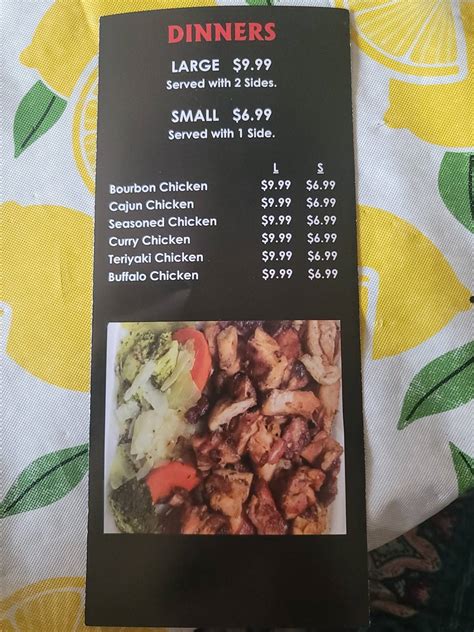 DINNERS
LARGE $9.99
Served with 2 Sides.
SMALL $6.99
Served with 1 Side.
L S
Bourbon Chicken $9.99 $6.99
Cajun Chicken $9.99 $6.99
Seasoned Chicken $9.99 $6.99
Curry Chicken $9.99 $6.99
Teriyaki Chicken $9.99 $6.99
Buffalo Chicken $9.99 $6.99